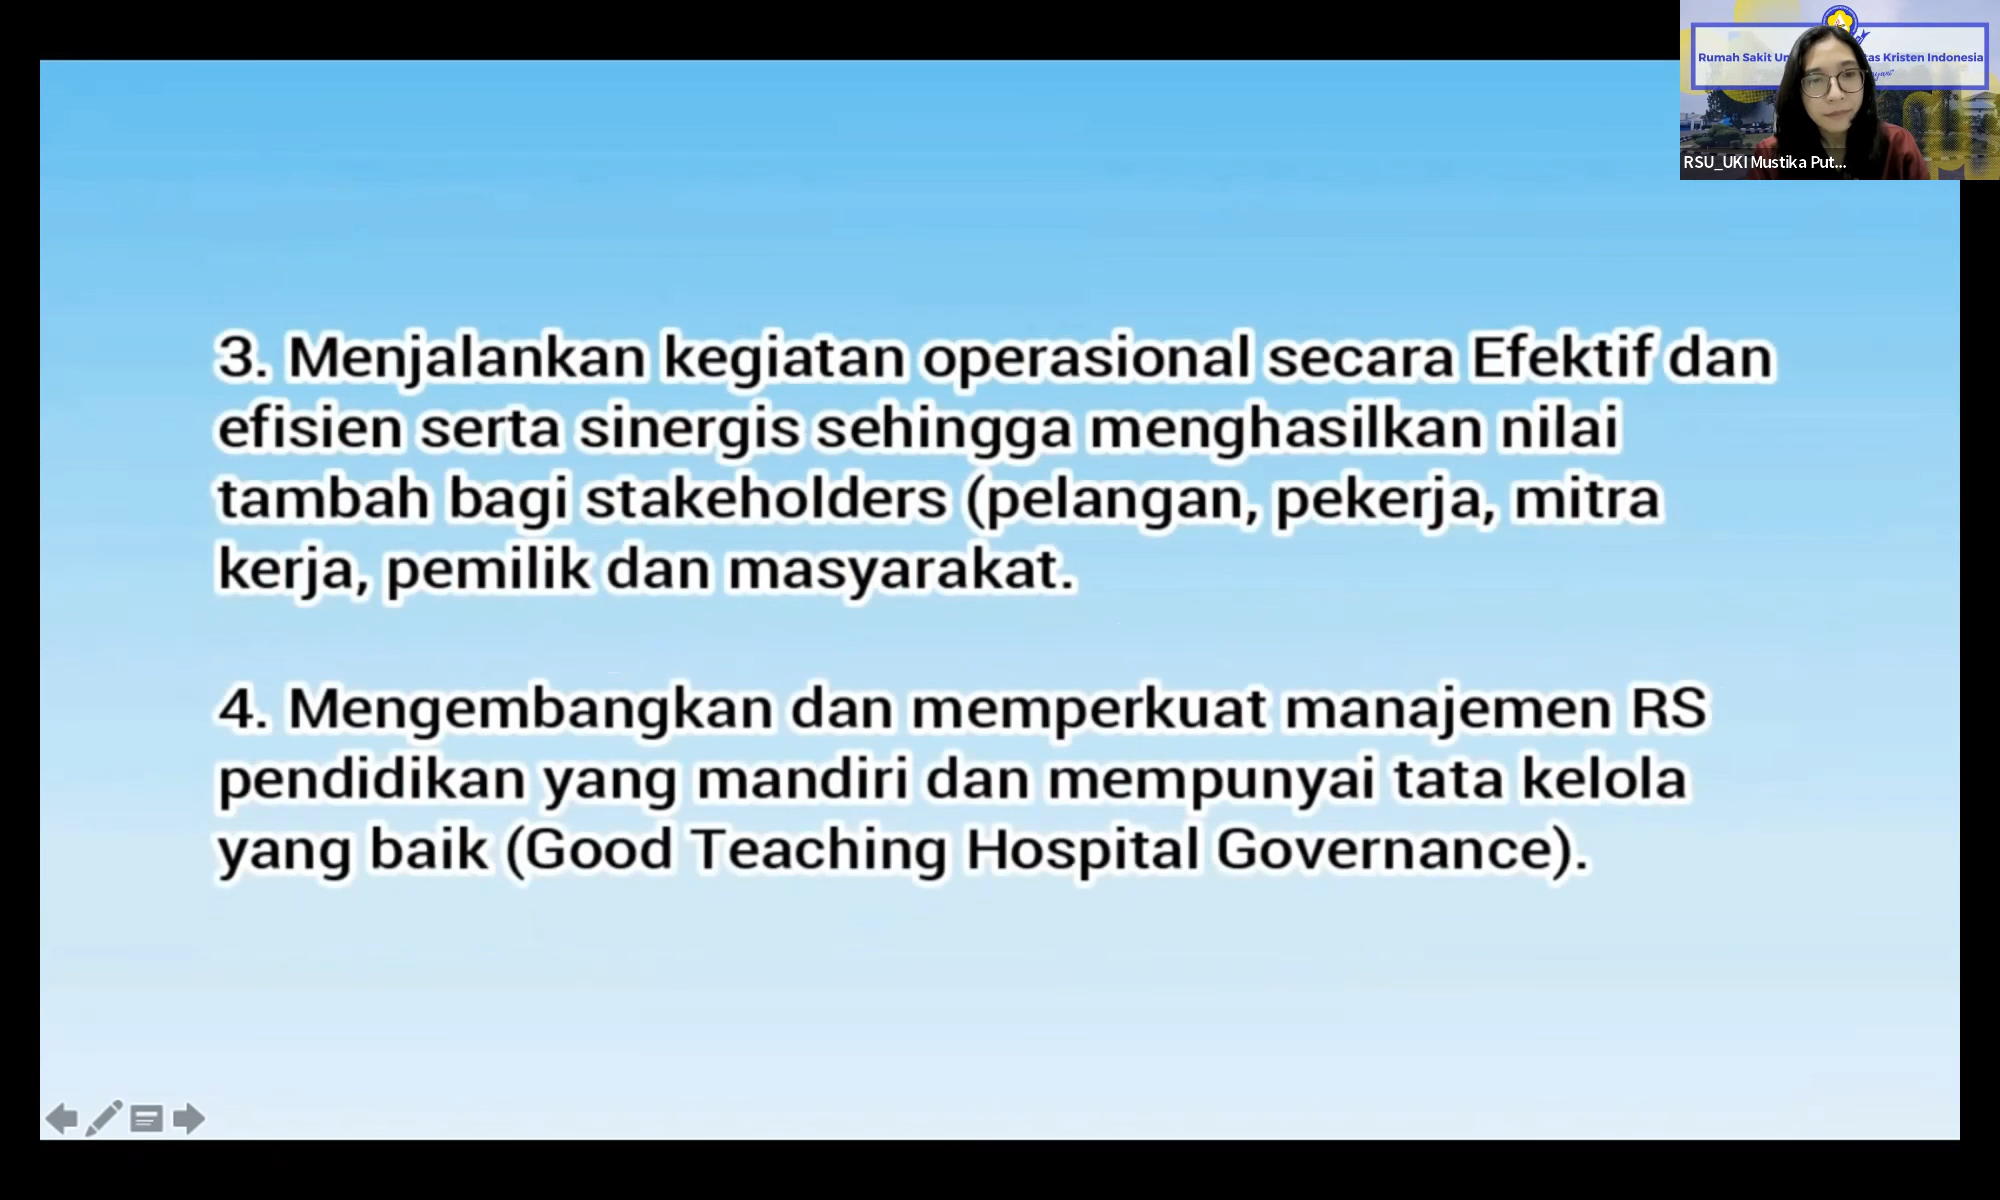 Rumah Sakit Kristen Indonesia
RSU_UKI Mustika Put...
3. Menjalankan kegiatan operasional secara Efektif dan
efisien serta sinergis sehingga menghasilkan nilai
tambah bagi stakeholders (pelangan, pekerja, mitra
kerja, pemilik dan masyarakat.
4. Mengembangkan dan memperkuat manajemen RS
pendidikan yang mandiri dan mempunyai tata kelola
yang baik (Good Teaching Hospital Governance).